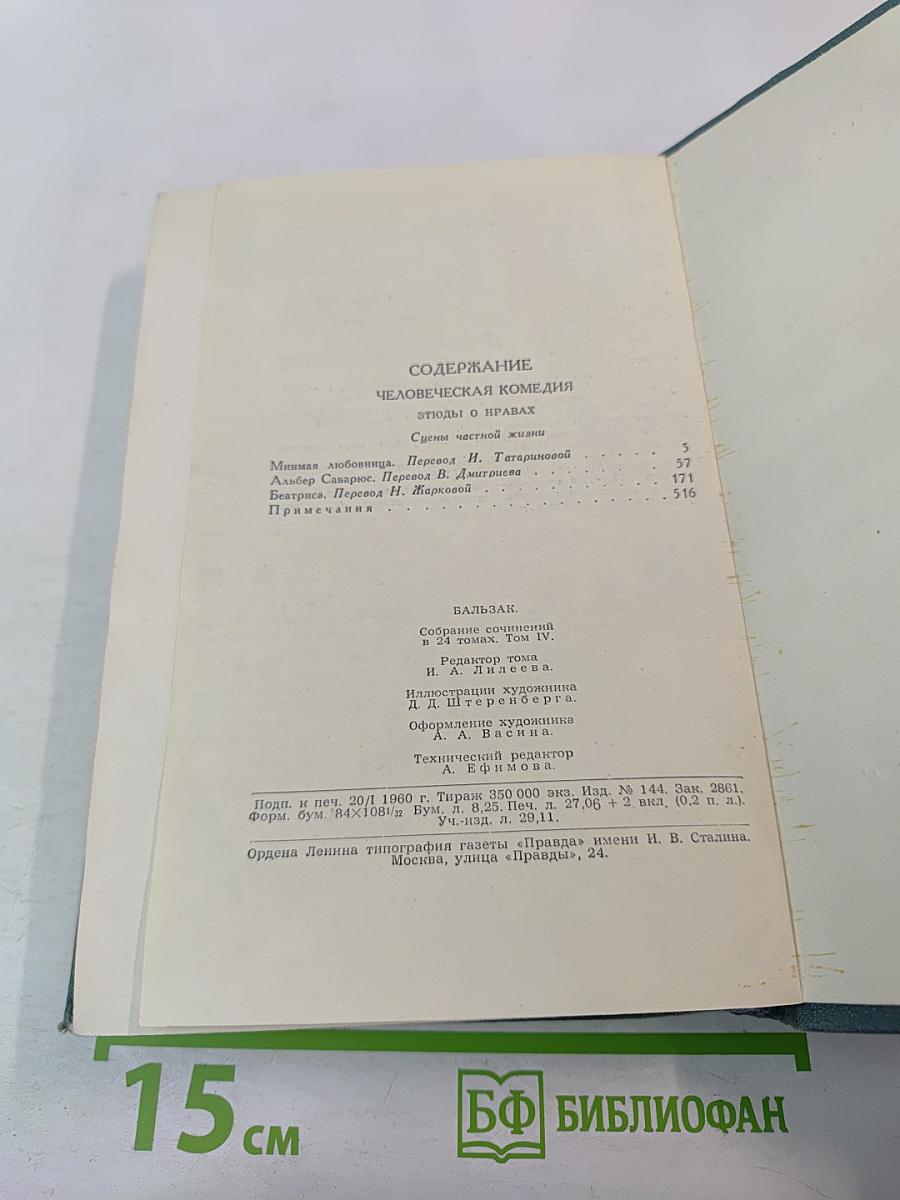 СОДЕРЖАНИЕ
ЧЕЛОВЕЧЕСКАЯ КОМЕДИЯ
ЭТЮДЫ О НРАВАХ
Сцены частной жизни
Мнимая любовница. Перевод И. Татариновой . . . . . 5
Альбер Саварюс. Перевод В. Дмитриева . . . . . . . . 57
Беатриса. Перевод Н. Жарковой . . . . . . . . . . . 171
Примечания . . . . . . . . . . . . . . . . . 516
БАЛЬЗАК.
Собрание сочинений
в 24 томах. Том IV.
Редактор тома
И. А. Лилеева.
Иллюстрации художника
Д. Д. Штеренберга.
Оформление художника
А. А. Васина.
Технический редактор
А. Ефимова.
Подп. к печ. 20/I 1960 г. Тираж 350 000 экз. Изд. № 144. Зак. 2861.
Форм. бум. 84×108 1/32 Бум. л. 8,25. Печ. л. 27,06 + 2 вкл. (0,2 п. л.).
Уч.-изд. л. 29,11.
Ордена Ленина типография газеты «Правда» имени И. В. Сталина.
Москва, улица «Правды», 24.
15 см
БФ БИБЛИОФАН